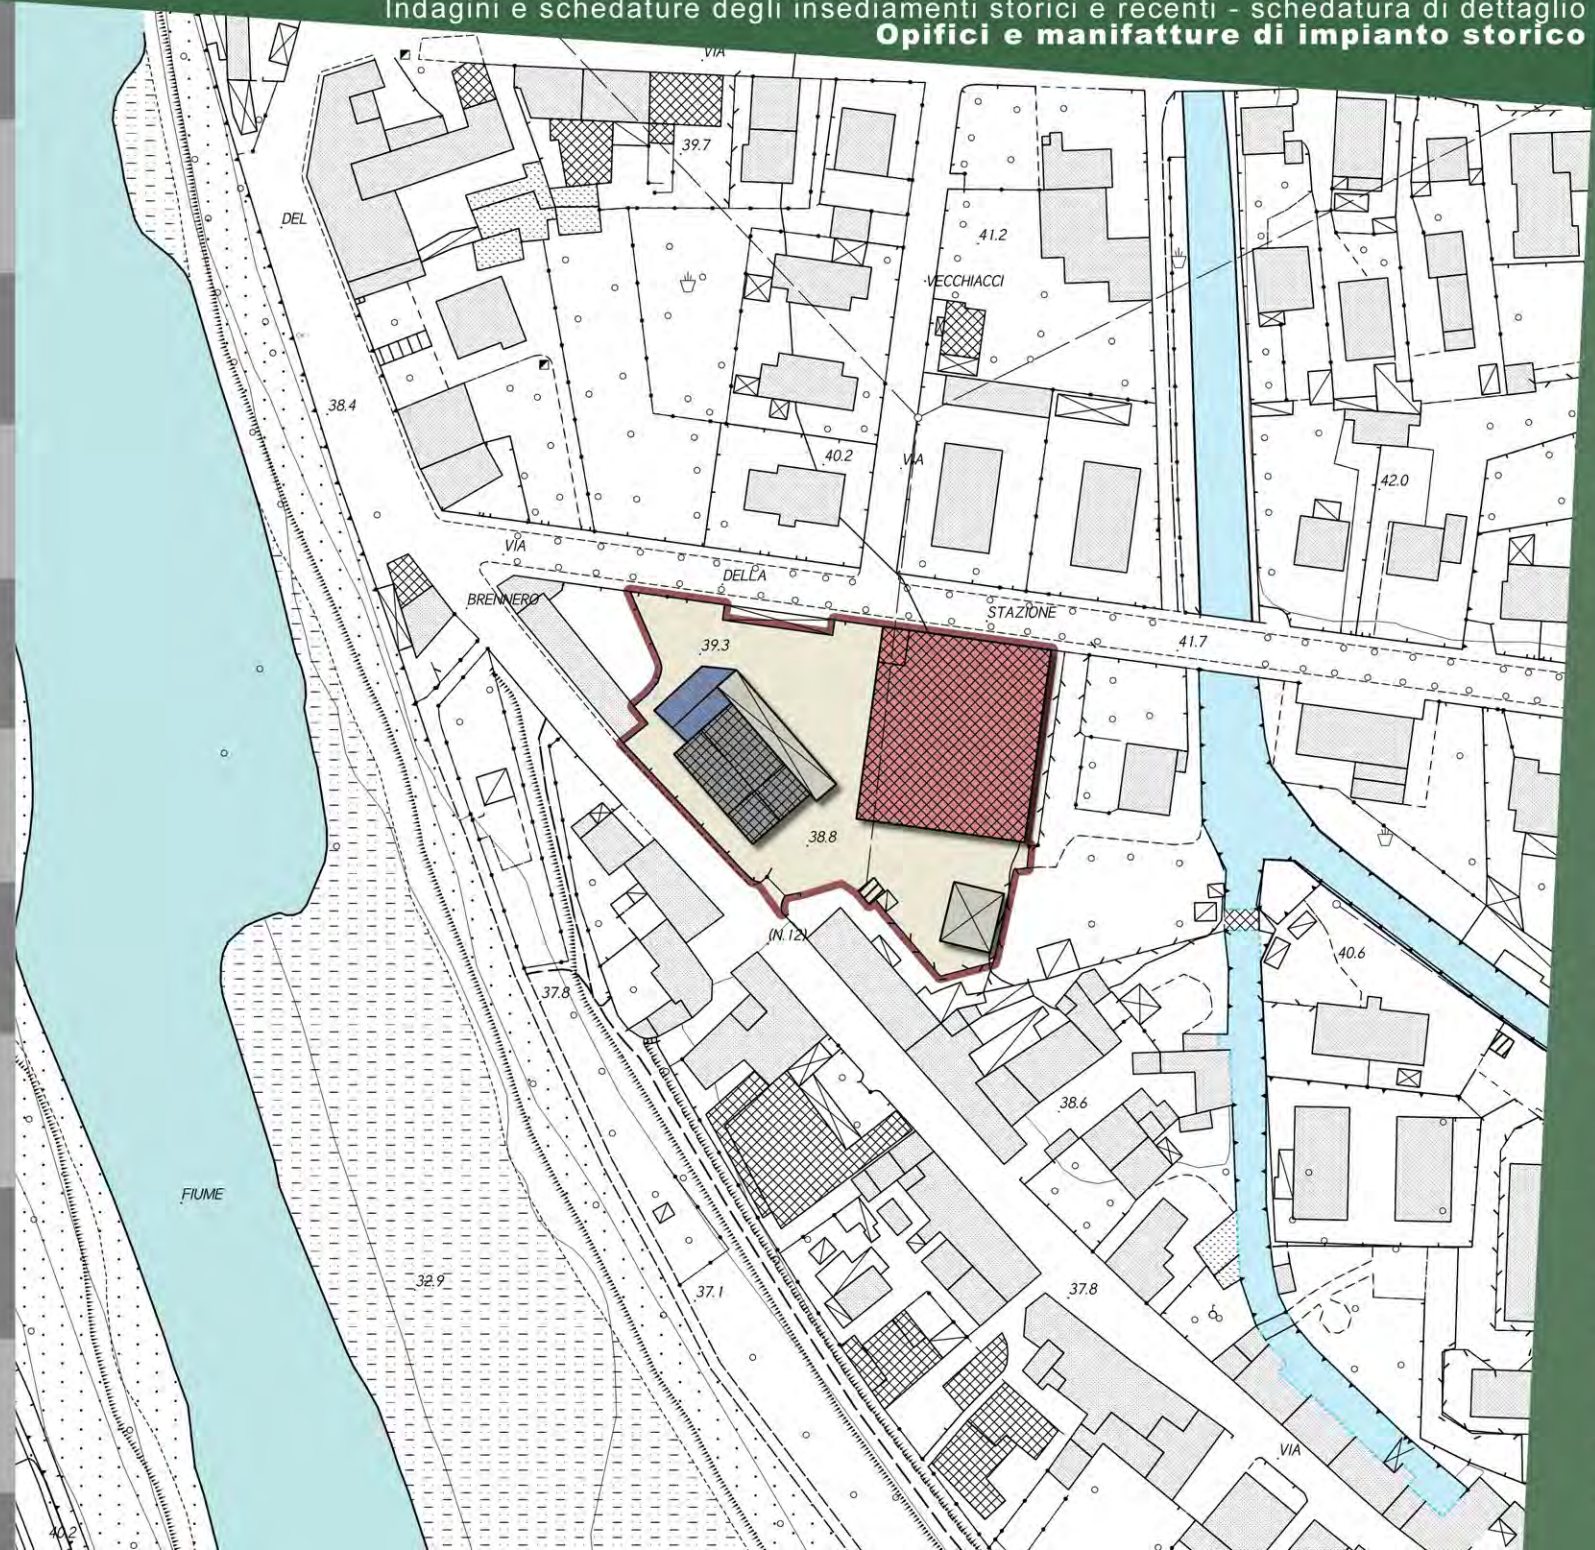 Indagini e schedature degli insediamenti storici e recenti - schedatura di dettaglio
Opifici e manifatture di impianto storico
VIA
39.7
DEL
41.2
VECCHIACCI
38.4
40.2
VIA
42.0
VIA
DELLA
BRENNERO
STAZIONE
39.3
41.7
38.8
(N.12)
40.6
37.8
38.6
FIUME
32.9
37.1
37.8
VIA
40.2